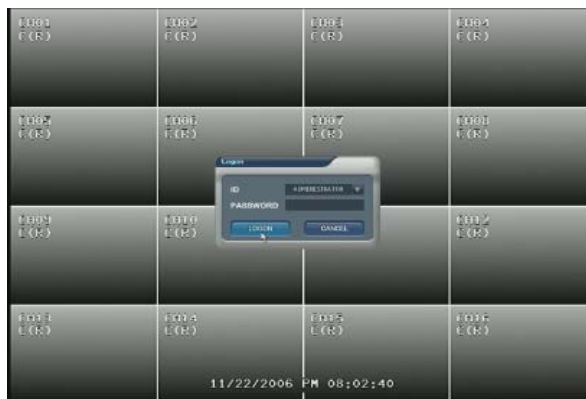 CH01 CH02 CH03 CH04
C(R) C(R) C(R) C(R)
CH05 CH06 CH07 CH08
C(R) C(R) C(R) C(R)
Logon
ID ADMINISTRATOR
PASSWORD
LOGON CANCEL
CH09 CH10 CH12
C(R) C(R) C(R)
CH13 CH14 CH15 CH16
C(R) C(R) C(R) C(R)
11/22/2006 PM 08:02:40